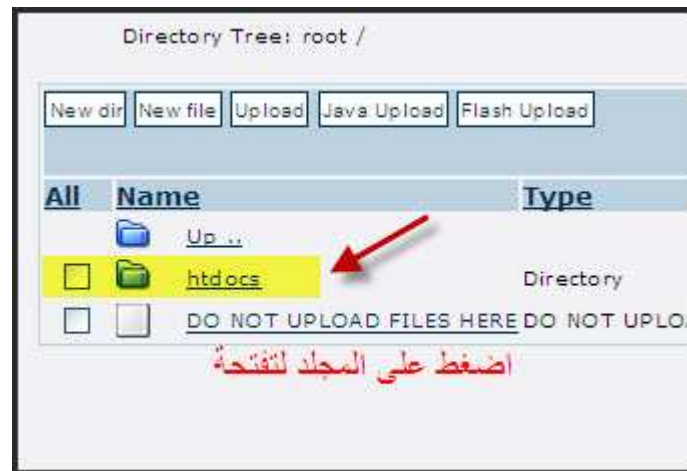 Directory Tree: root /
New dir New file Upload Java Upload Flash Upload
All Name Type
Up ..
htdocs Directory
DO NOT UPLOAD FILES HERE DO NOT UPLO
اضغط على المجلد لتفتحة